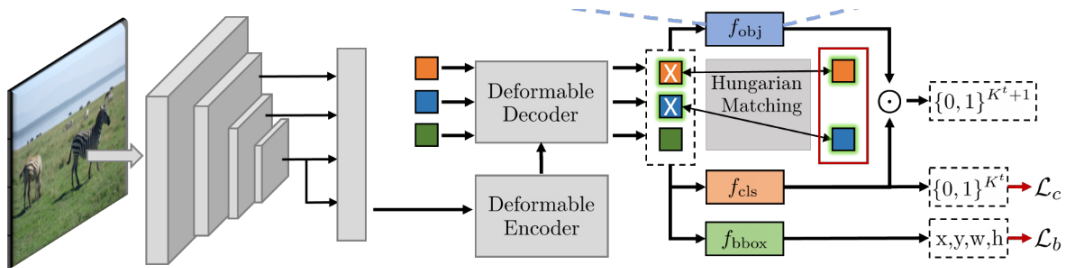 f_obj
Hungarian
Matching
Deformable
Decoder
X
X
{0,1}^{K^t+1}
Deformable
Encoder
f_cls
{0,1}^{K^t}
ℒ_c
f_bbox
x,y,w,h
ℒ_b